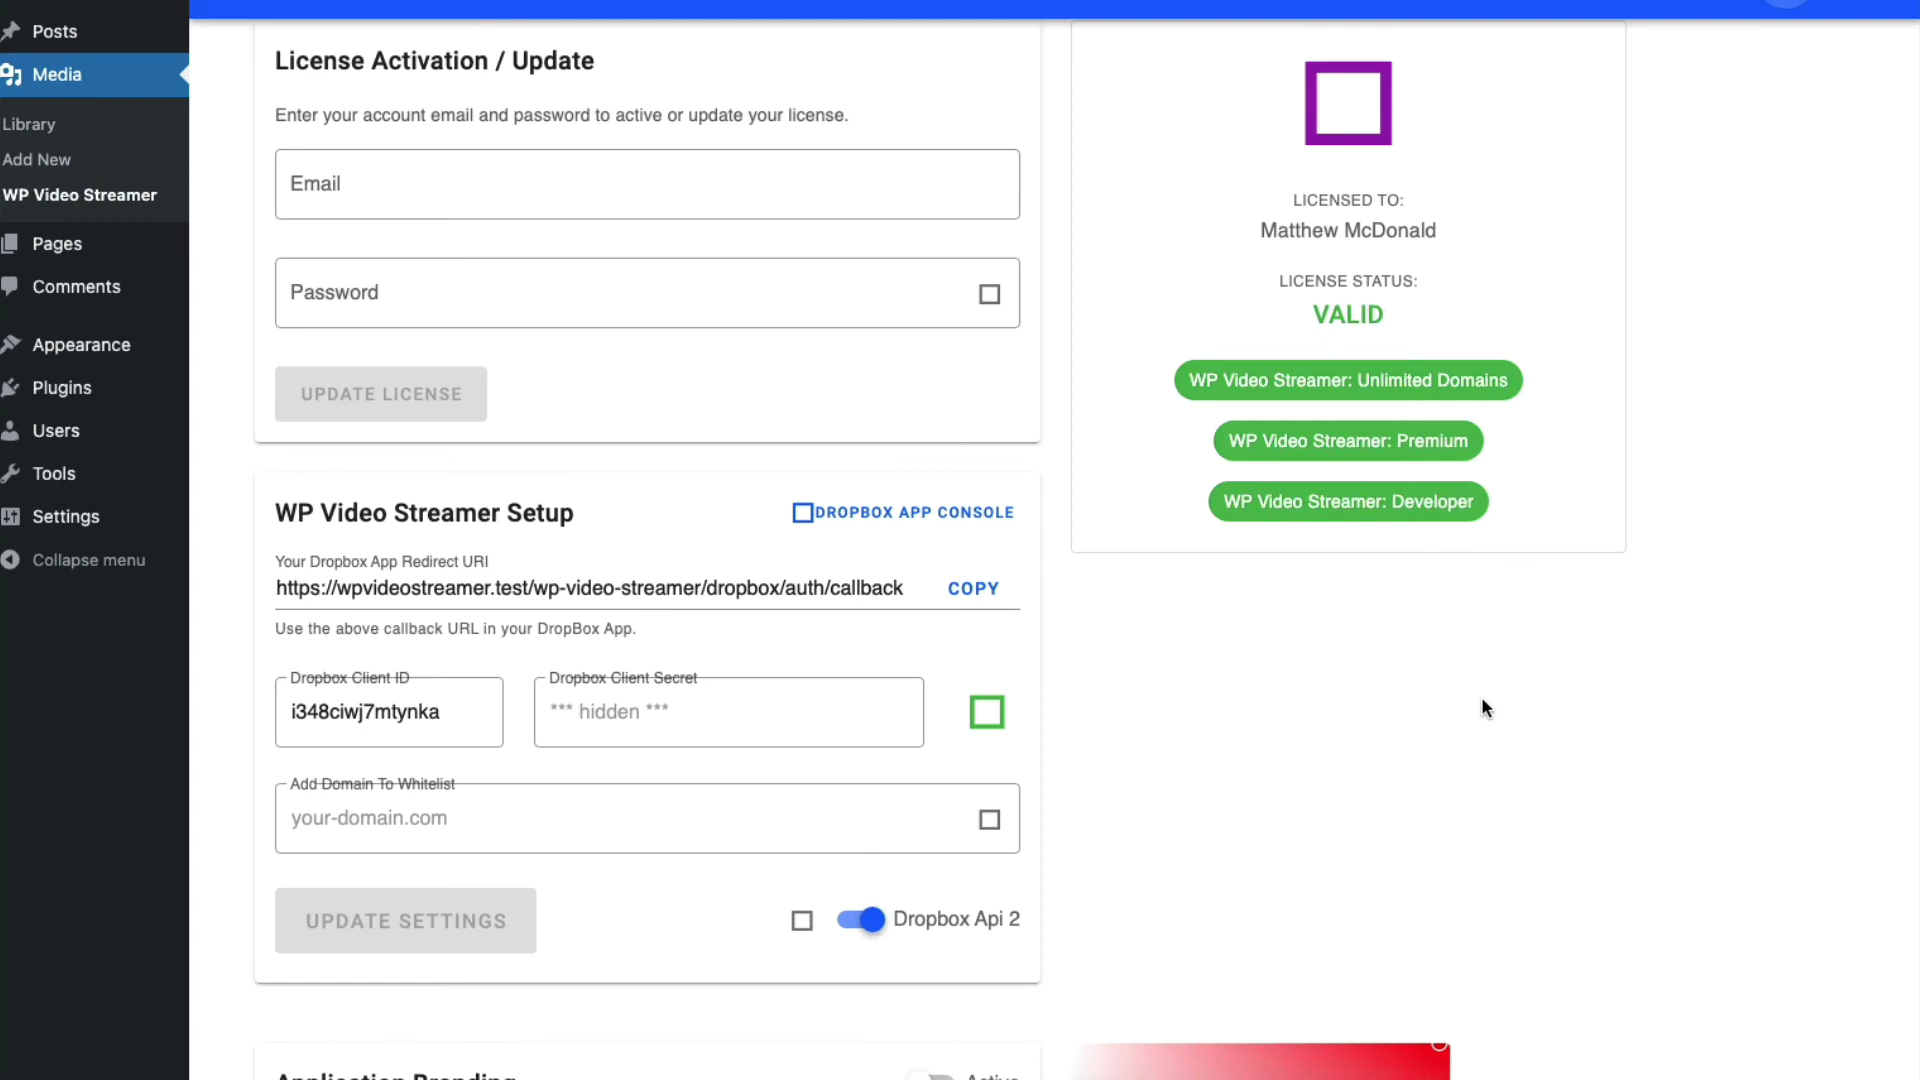 Posts
Media
Library
Add New
WP Video Streamer
Pages
Comments
Appearance
Plugins
Users
Tools
Settings
Collapse menu
License Activation / Update
Enter your account email and password to active or update your license.
Email
Password
UPDATE LICENSE
WP Video Streamer Setup
DROPBOX APP CONSOLE
Your Dropbox App Redirect URI
https://wpvideostreamer.test/wp-video-streamer/dropbox/auth/callback
COPY
Use the above callback URL in your DropBox App.
Dropbox Client ID
i348ciwj7mtynka
Dropbox Client Secret
*** hidden ***
Add Domain To Whitelist
your-domain.com
UPDATE SETTINGS
Dropbox Api 2
Application Branding
Active
LICENSED TO:
Matthew McDonald
LICENSE STATUS:
VALID
WP Video Streamer: Unlimited Domains
WP Video Streamer: Premium
WP Video Streamer: Developer